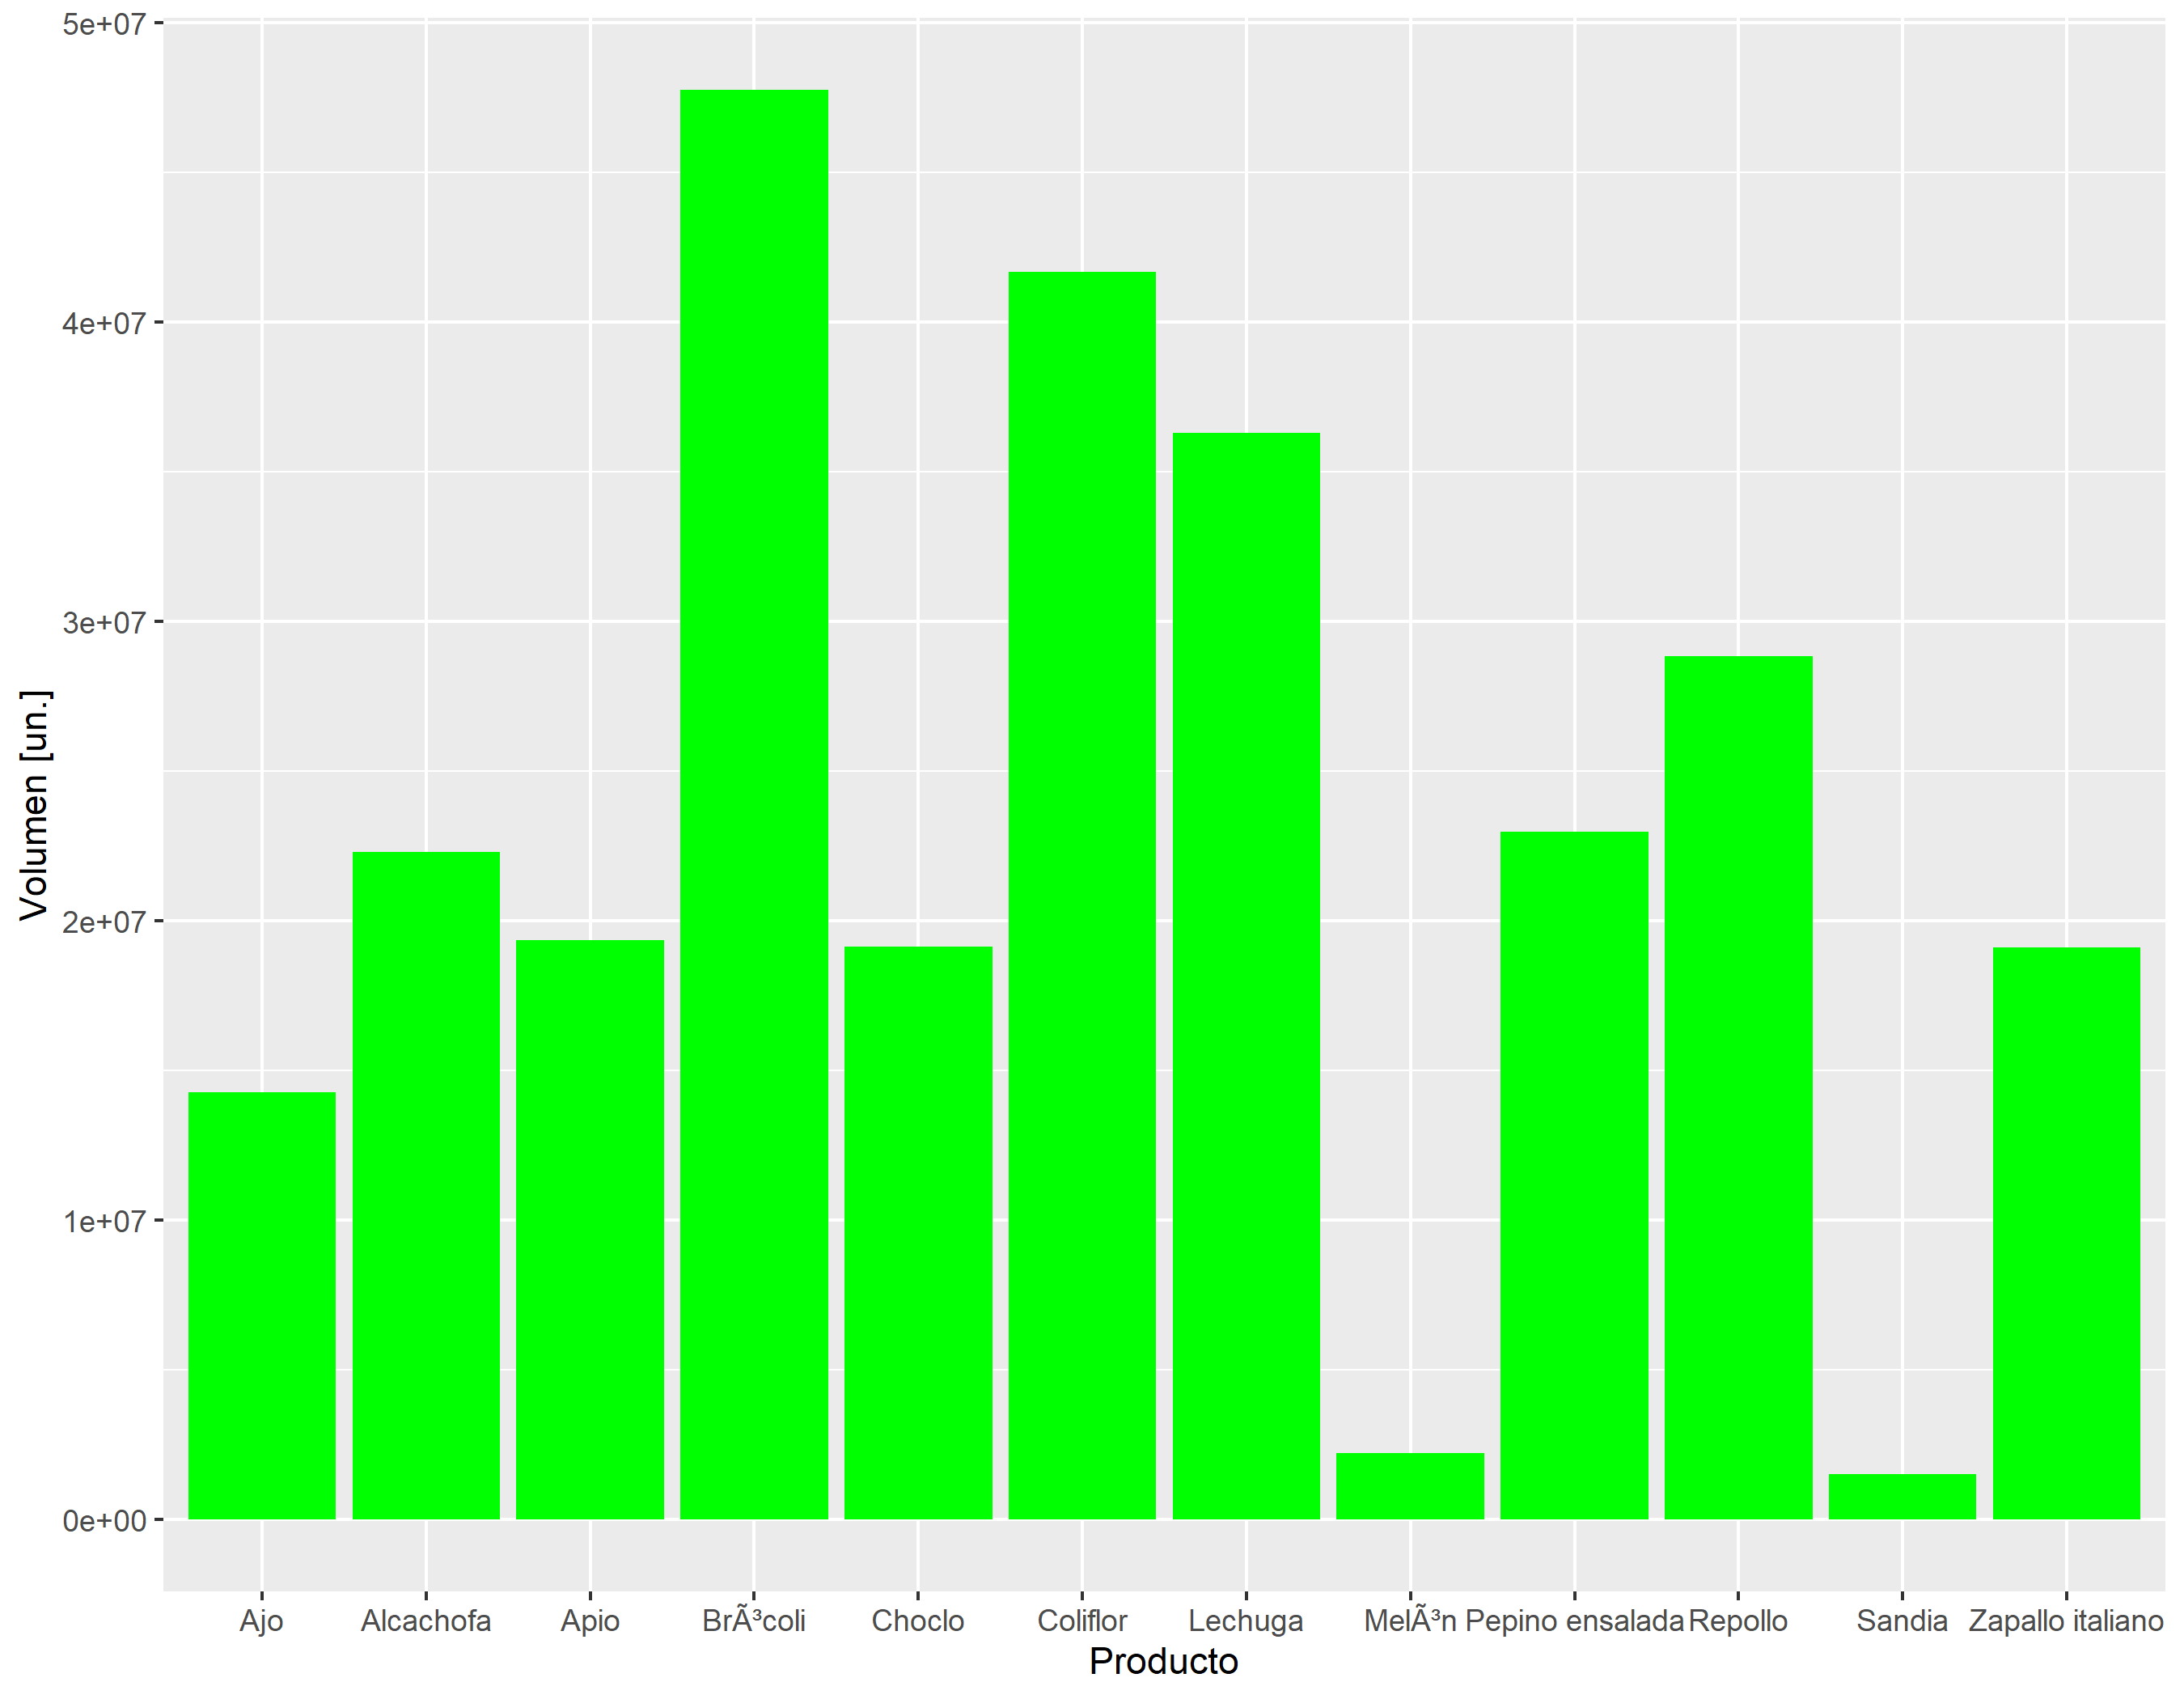 5e+07
4e+07
3e+07
2e+07
1e+07
0e+00
Volumen [un.]
Ajo Alcachofa Apio BrÃ³coli Choclo Coliflor Lechuga MelÃ³n Pepino ensalada Repollo Sandia Zapallo italiano
Producto